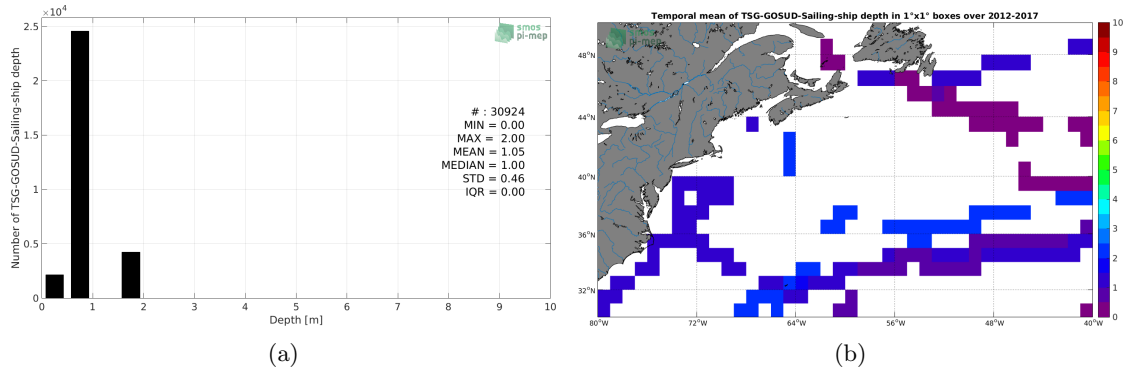 ×10⁴
smos
pi-mep
# : 30924
MIN = 0.00
MAX = 2.00
MEAN = 1.05
MEDIAN = 1.00
STD = 0.46
IQR = 0.00
Number of TSG-GOSUD-Sailing-ship depth
2.5
2
1.5
1
0.5
0
0 1 2 3 4 5 6 7 8 9 10
Depth [m]
(a)
Temporal mean of TSG-GOSUD-Sailing-ship depth in 1°x1° boxes over 2012-2017
smos
pi-mep
48°N
44°N
40°N
36°N
32°N
80°W 72°W 64°W 56°W 48°W 40°W
10
9
8
7
6
5
4
3
2
1
0
(b)